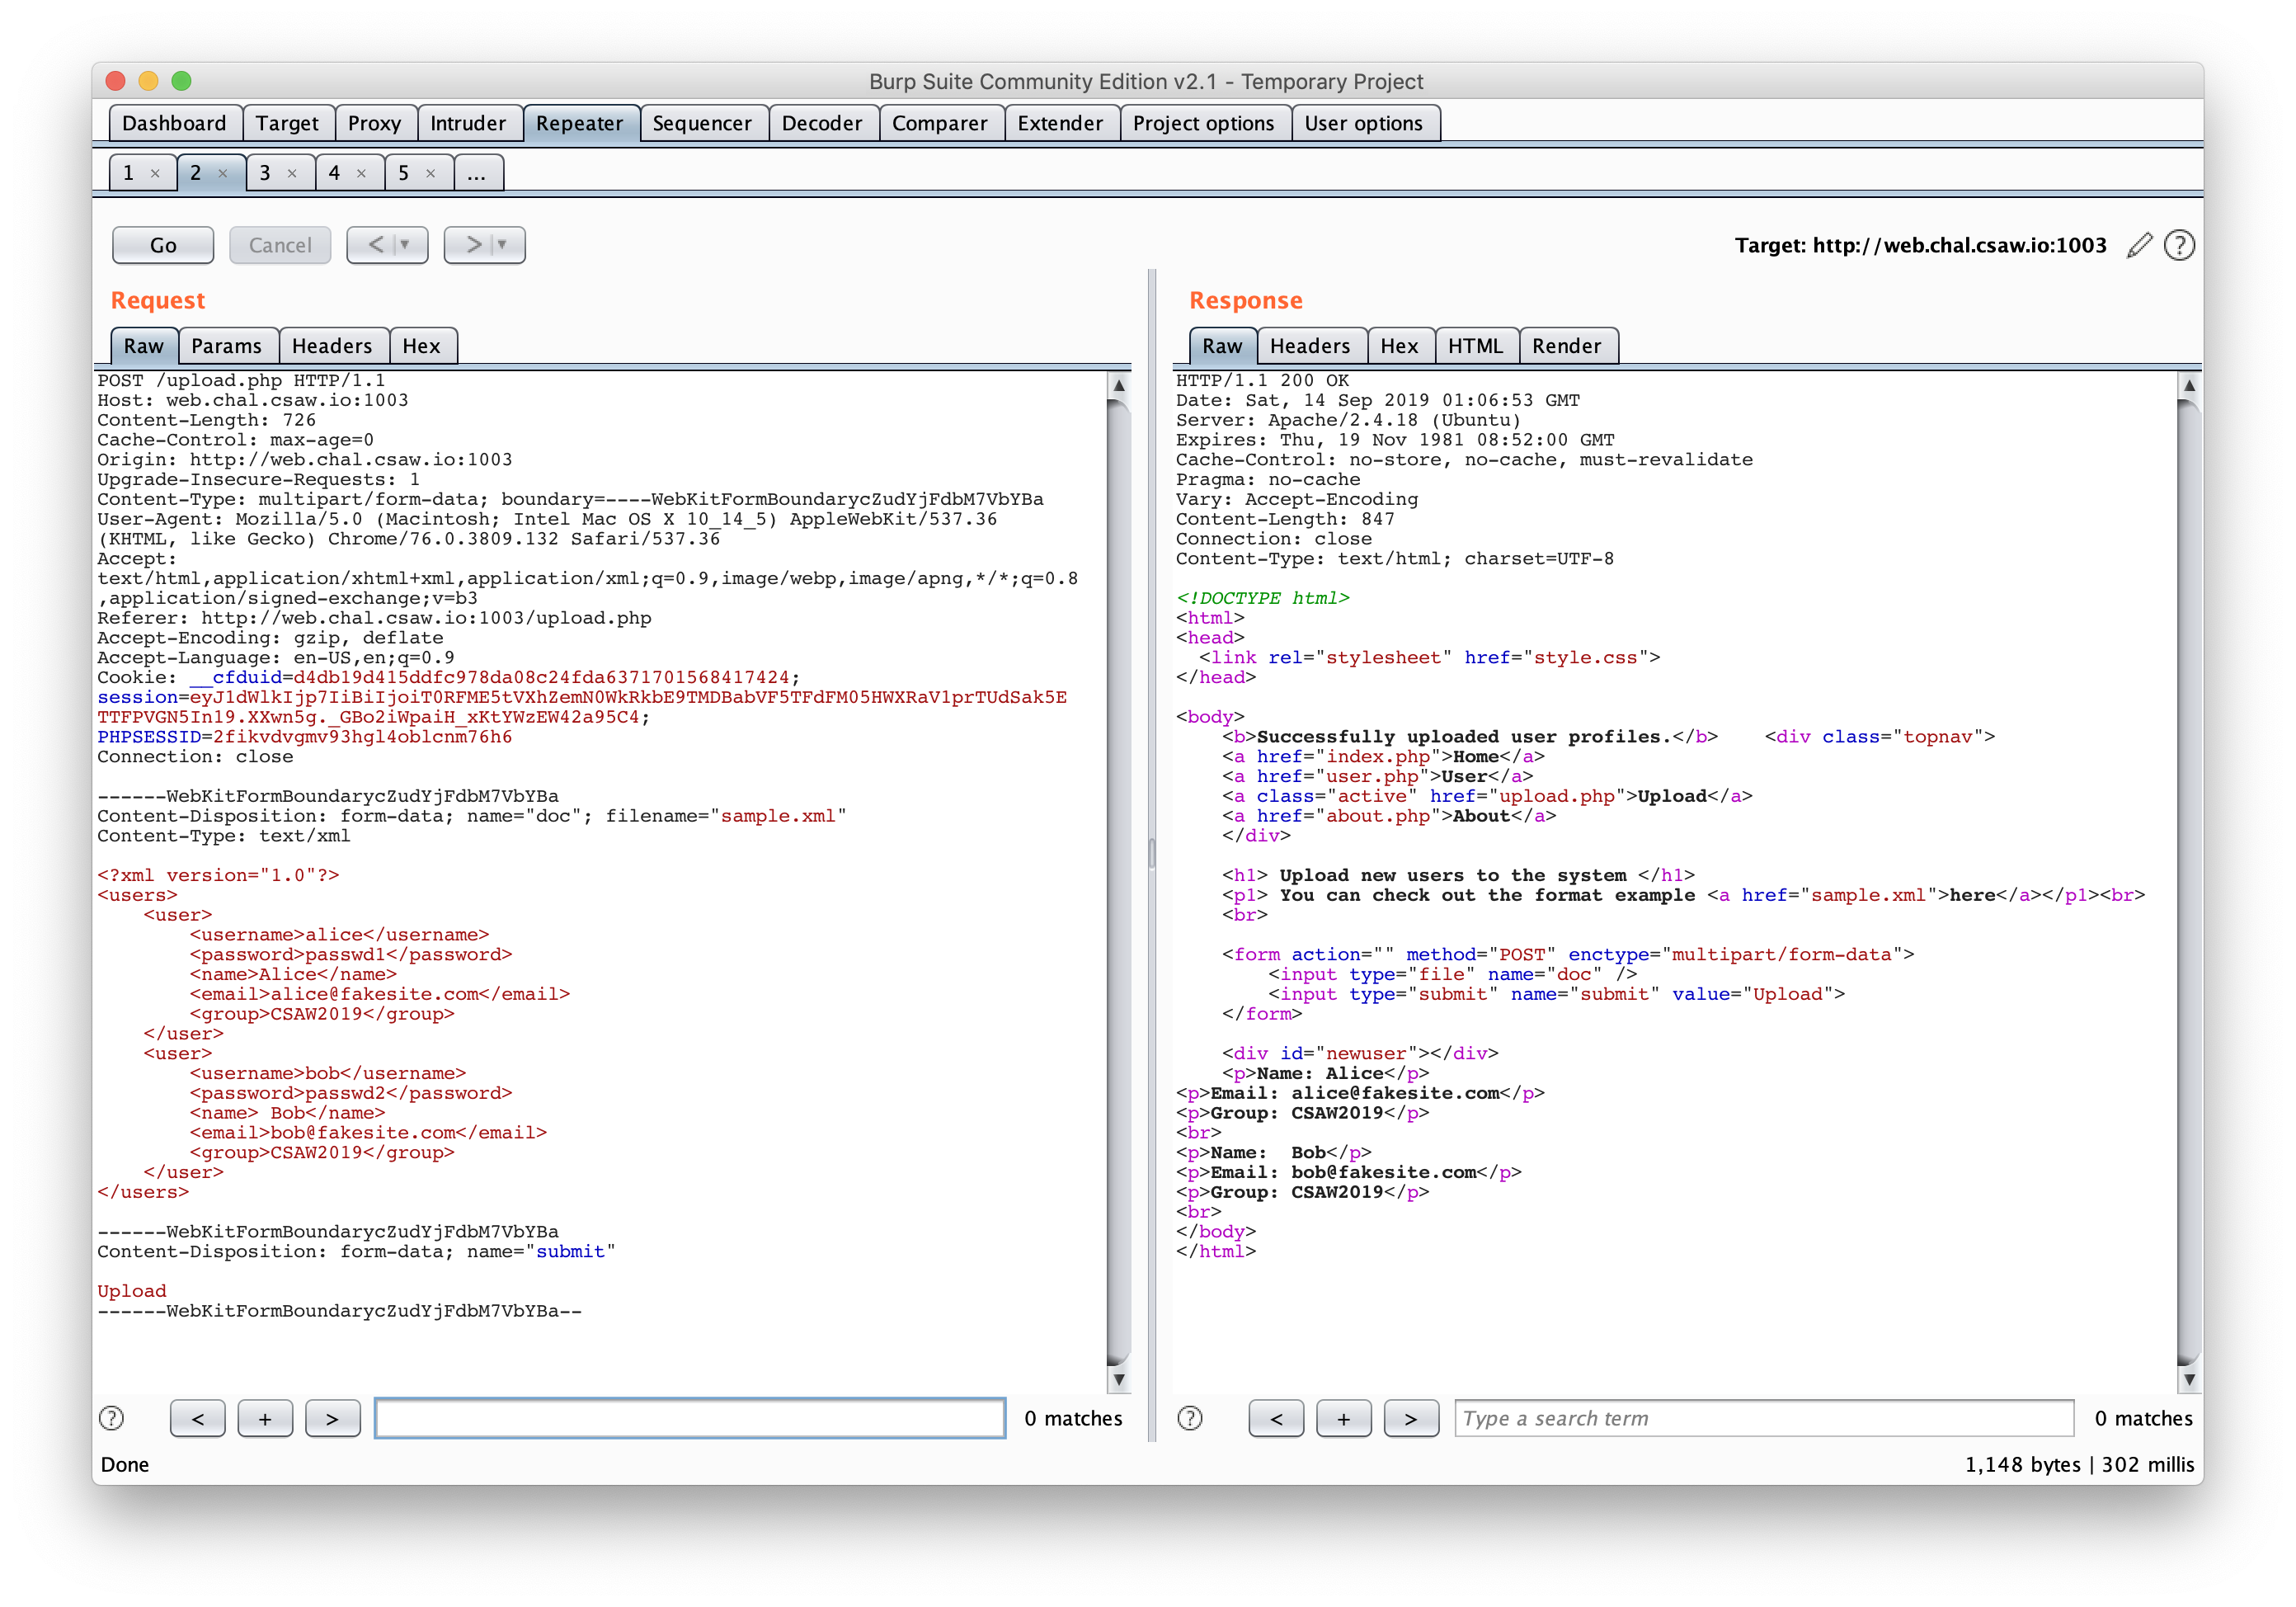 Burp Suite Community Edition v2.1 - Temporary Project
Dashboard Target Proxy Intruder Repeater Sequencer Decoder Comparer Extender Project options User options
1 × 2 × 3 × 4 × 5 × ...
Go Cancel < > Target: http://web.chal.csaw.io:1003 ?
Request
Raw Params Headers Hex
POST /upload.php HTTP/1.1
Host: web.chal.csaw.io:1003
Content-Length: 726
Cache-Control: max-age=0
Origin: http://web.chal.csaw.io:1003
Upgrade-Insecure-Requests: 1
Content-Type: multipart/form-data; boundary=----WebKitFormBoundarycZudYjFdbM7VbYBa
User-Agent: Mozilla/5.0 (Macintosh; Intel Mac OS X 10_14_5) AppleWebKit/537.36
(KHTML, like Gecko) Chrome/76.0.3809.132 Safari/537.36
Accept:
text/html,application/xhtml+xml,application/xml;q=0.9,image/webp,image/apng,*/*;q=0.8
,application/signed-exchange;v=b3
Referer: http://web.chal.csaw.io:1003/upload.php
Accept-Encoding: gzip, deflate
Accept-Language: en-US,en;q=0.9
Cookie: __cfduid=d4db19d415ddfc978da08c24fda6371701568417424;
session=eyJ1dWlkIjp7IiBiIjoiT0RFME5tVXhZemN0WkRkbE9TMDBabVF5TFdFM05HWXRaV1prTUdSak5E
TTFPVGN5In19.XXwn5g._GBo2iWpaiH_xKtYWzEW42a95C4;
PHPSESSID=2fikvdvgmv93hgl4oblcnm76h6
Connection: close
------WebKitFormBoundarycZudYjFdbM7VbYBa
Content-Disposition: form-data; name="doc"; filename="sample.xml"
Content-Type: text/xml
<?xml version="1.0"?>
<users>
<user>
<username>alice</username>
<password>passwd1</password>
<name>Alice</name>
<email>alice@fakesite.com</email>
<group>CSAW2019</group>
</user>
<user>
<username>bob</username>
<password>passwd2</password>
<name> Bob</name>
<email>bob@fakesite.com</email>
<group>CSAW2019</group>
</user>
</users>
------WebKitFormBoundarycZudYjFdbM7VbYBa
Content-Disposition: form-data; name="submit"
Upload
------WebKitFormBoundarycZudYjFdbM7VbYBa--
? < + > 0 matches
Response
Raw Headers Hex HTML Render
HTTP/1.1 200 OK
Date: Sat, 14 Sep 2019 01:06:53 GMT
Server: Apache/2.4.18 (Ubuntu)
Expires: Thu, 19 Nov 1981 08:52:00 GMT
Cache-Control: no-store, no-cache, must-revalidate
Pragma: no-cache
Vary: Accept-Encoding
Content-Length: 847
Connection: close
Content-Type: text/html; charset=UTF-8
<!DOCTYPE html>
<html>
<head>
<link rel="stylesheet" href="style.css">
</head>
<body>
<b>Successfully uploaded user profiles.</b> <div class="topnav">
<a href="index.php">Home</a>
<a href="user.php">User</a>
<a class="active" href="upload.php">Upload</a>
<a href="about.php">About</a>
</div>
<h1> Upload new users to the system </h1>
<p1> You can check out the format example <a href="sample.xml">here</a></p1><br>
<br>
<form action="" method="POST" enctype="multipart/form-data">
<input type="file" name="doc" />
<input type="submit" name="submit" value="Upload">
</form>
<div id="newuser"></div>
<p>Name: Alice</p>
<p>Email: alice@fakesite.com</p>
<p>Group: CSAW2019</p>
<br>
<p>Name:  Bob</p>
<p>Email: bob@fakesite.com</p>
<p>Group: CSAW2019</p>
<br>
</body>
</html>
? < + > Type a search term 0 matches
Done 1,148 bytes | 302 millis